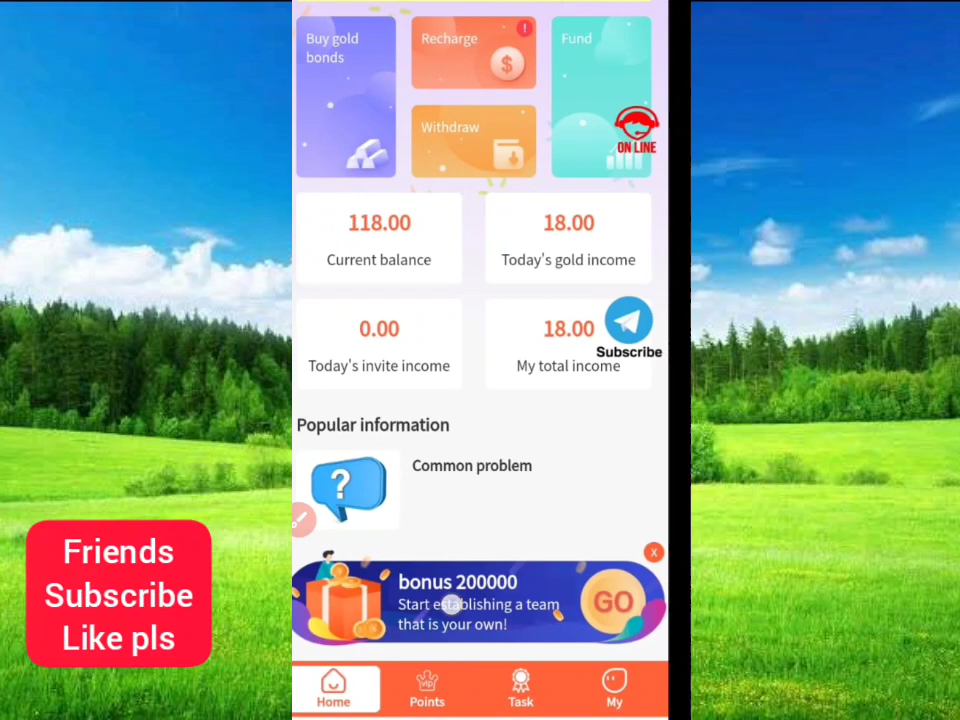 Buy gold
bonds
Recharge
!
$
Fund
Withdraw
ON LINE
118.00
Current balance
18.00
Today's gold income
0.00
Today's invite income
18.00
My total income
Subscribe
Popular information
?
Common problem
Friends
Subscribe
Like pls
X
bonus 200000
Start establishing a team
that is your own!
GO
Home
vip
Points
Task
My